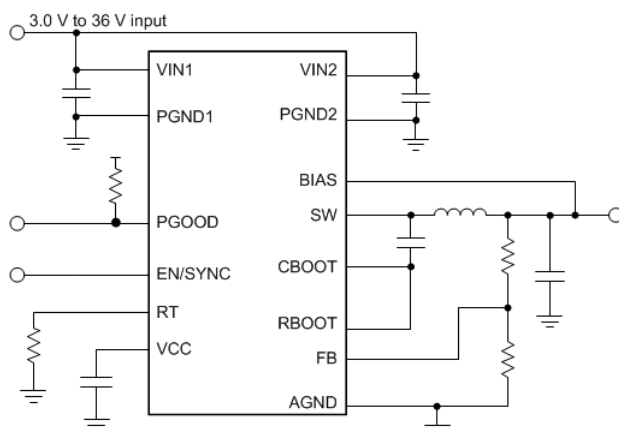 3.0 V to 36 V input
VIN1
VIN2
PGND1
PGND2
BIAS
PGOOD
SW
EN/SYNC
CBOOT
RT
RBOOT
VCC
FB
AGND